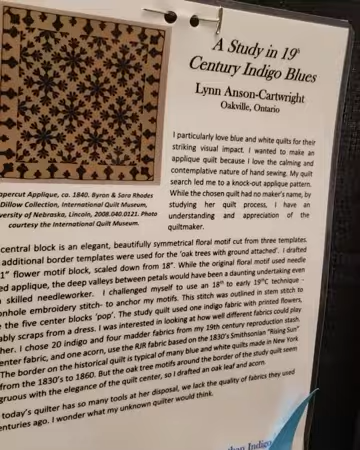 A Study in 19th
Century Indigo Blues
Lynn Anson-Cartwright
Oakville, Ontario
I particularly love blue and white quilts for their
striking visual impact. I wanted to make an
applique quilt because I love the calming and
contemplative nature of hand sewing. My quilt
search led me to a knock-out applique pattern.
While the chosen quilt had no maker's name, by
studying her quilt process, I have an
understanding and appreciation of the
quiltmaker.
apercut Applique, ca. 1840. Byron & Sara Rhodes
Dillow Collection, International Quilt Museum,
versity of Nebraska, Lincoln, 2008.040.0121. Photo
courtesy the International Quilt Museum.
central block is an elegant, beautifully symmetrical floral motif cut from three templates.
additional border templates were used for the 'oak trees with ground attached'. I drafted
1" flower motif block, scaled down from 18". While the original floral motif used needle
ed applique, the deep valleys between petals would have been a daunting undertaking even
skilled needleworker. I challenged myself to use an 18th to early 19thC technique -
onhole embroidery stitch- to anchor my motifs. This stitch was outlined in stem stitch to
the five center blocks 'pop'. The study quilt used one indigo fabric with printed flowers,
ably scraps from a dress. I was interested in looking at how well different fabrics could play
her. I chose 20 indigo and four madder fabrics from my 19th century reproduction stash.
enter fabric, and one acorn, use the RJR fabric based on the 1830's Smithsonian "Rising Sun"
The border on the historical quilt is typical of many blue and white quilts made in New York
from the 1830's to 1860. But the oak tree motifs around the border of the study quilt seem
gruous with the elegance of the quilt center, so I drafted an oak leaf and acorn.
today's quilter has so many tools at her disposal, we lack the quality of fabrics they used
enturies ago. I wonder what my unknown quilter would think.
than Indigo